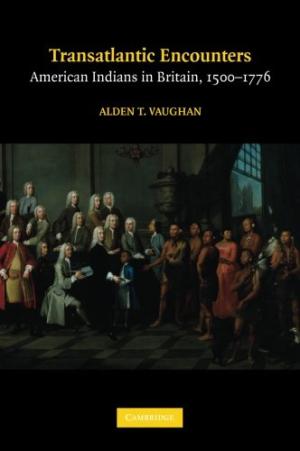 Transatlantic Encounters
American Indians in Britain, 1500–1776
ALDEN T. VAUGHAN
CAMBRIDGE